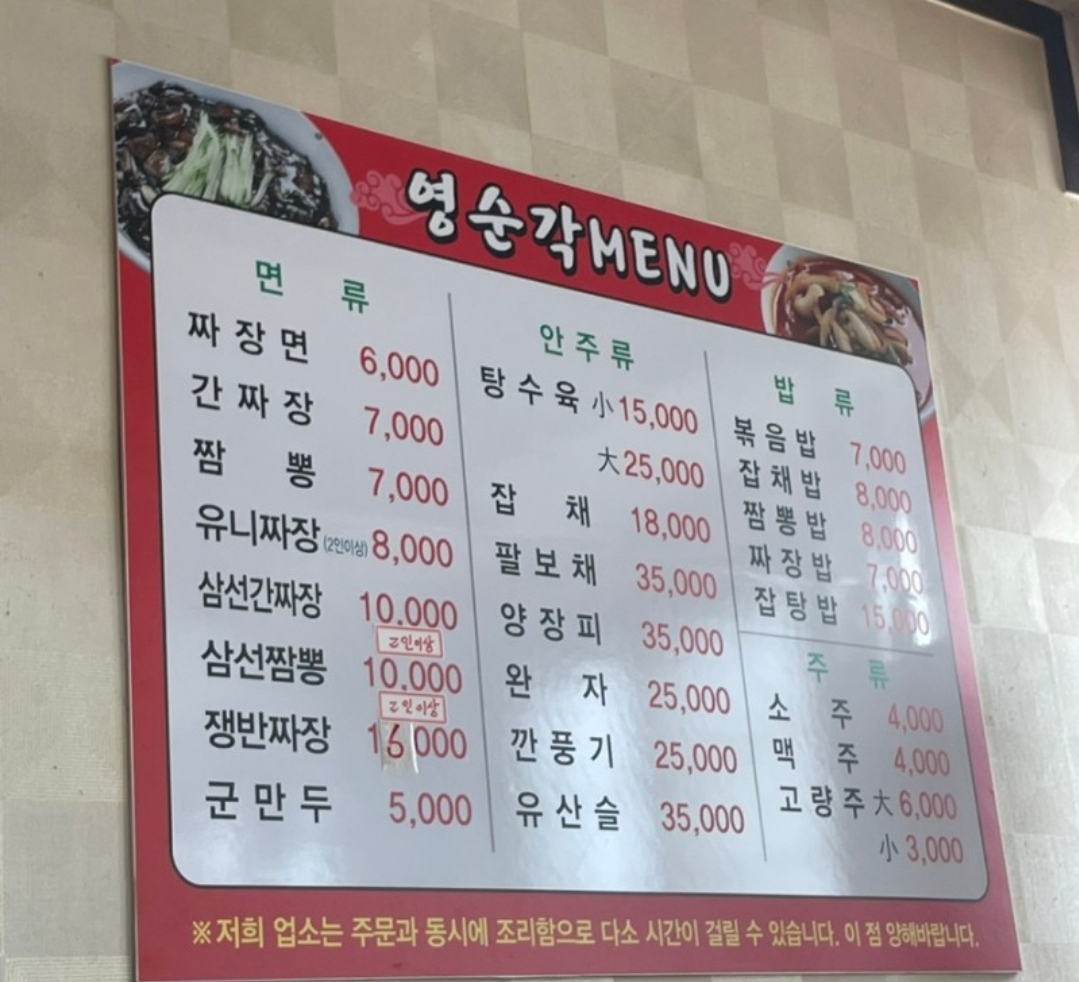 영순각MENU
면 류
짜장면 6,000
간짜장 7,000
짬뽕 7,000
유니짜장(2인이상) 8,000
삼선간짜장 10.000
2인이상
삼선짬뽕 10.000
2인이상
쟁반짜장 16000
군만두 5,000
안주류
탕수육 小 15,000
大 25,000
잡채 18,000
팔보채 35,000
양장피 35,000
완자 25,000
깐풍기 25,000
유산슬 35,000
밥 류
볶음밥 7,000
잡채밥 8,000
짬뽕밥 8,000
짜장밥 7,000
잡탕밥 15,000
주 류
소주 4,000
맥주 4,000
고량주 大 6,000
小 3,000
※저희 업소는 주문과 동시에 조리함으로 다소 시간이 걸릴 수 있습니다. 이 점 양해바랍니다.